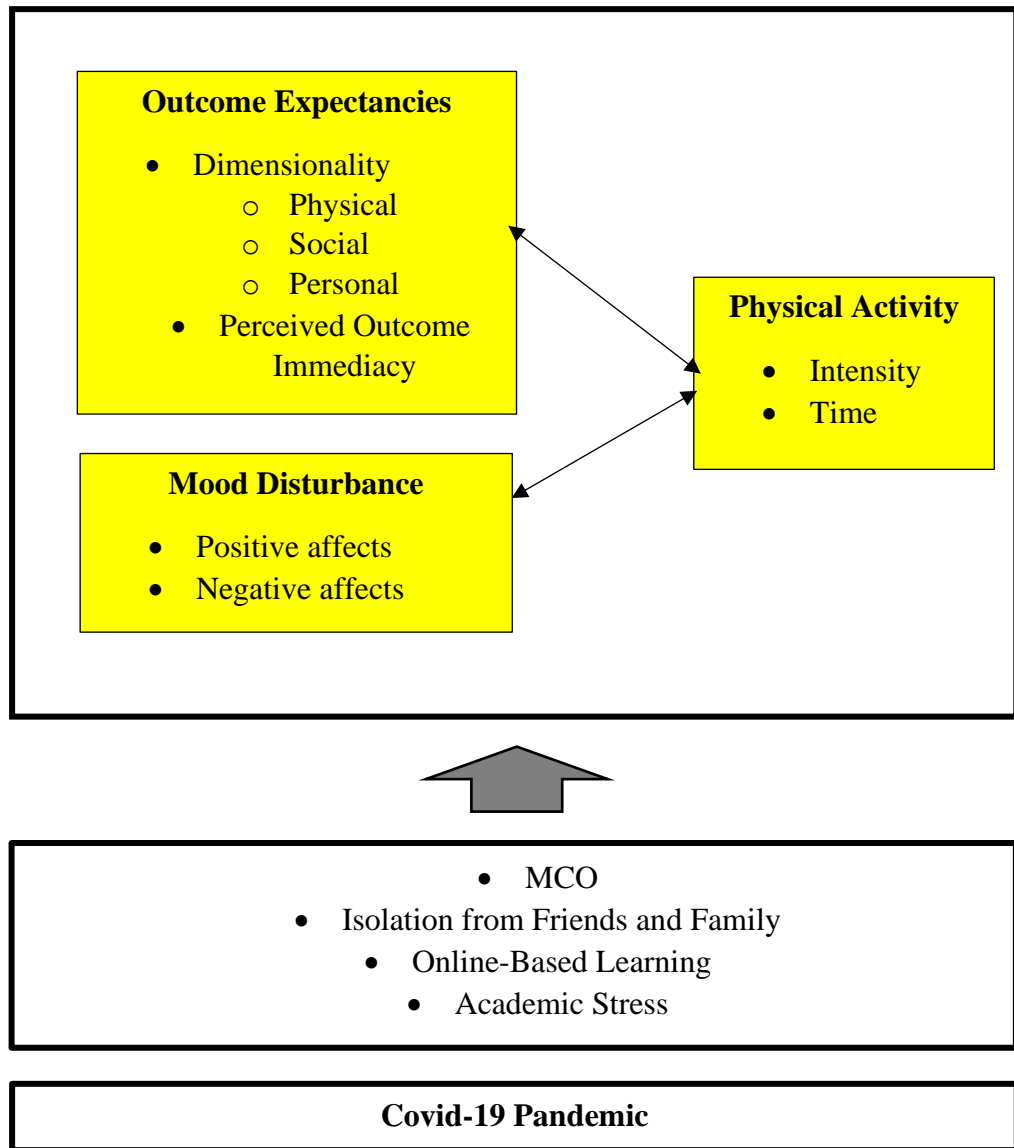 Outcome Expectancies
• Dimensionality
o Physical
o Social
o Personal
• Perceived Outcome
Immediacy
Mood Disturbance
• Positive affects
• Negative affects
Physical Activity
• Intensity
• Time
• MCO
• Isolation from Friends and Family
• Online-Based Learning
• Academic Stress
Covid-19 Pandemic